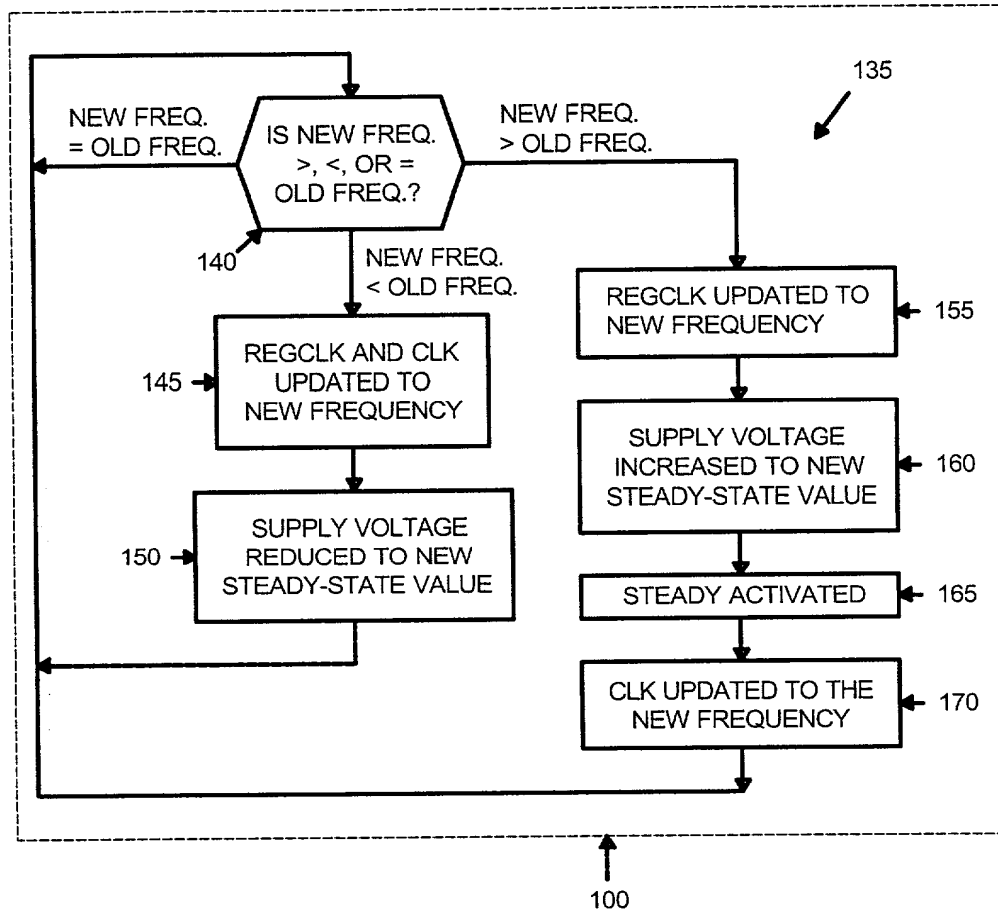 135
NEW FREQ.
= OLD FREQ.
IS NEW FREQ.
>, <, OR =
OLD FREQ.?
NEW FREQ.
> OLD FREQ.
140
NEW FREQ.
< OLD FREQ.
145
REGCLK AND CLK
UPDATED TO
NEW FREQUENCY
150
SUPPLY VOLTAGE
REDUCED TO NEW
STEADY-STATE VALUE
REGCLK UPDATED TO
NEW FREQUENCY
155
SUPPLY VOLTAGE
INCREASED TO NEW
STEADY-STATE VALUE
160
STEADY ACTIVATED
165
CLK UPDATED TO THE
NEW FREQUENCY
170
100